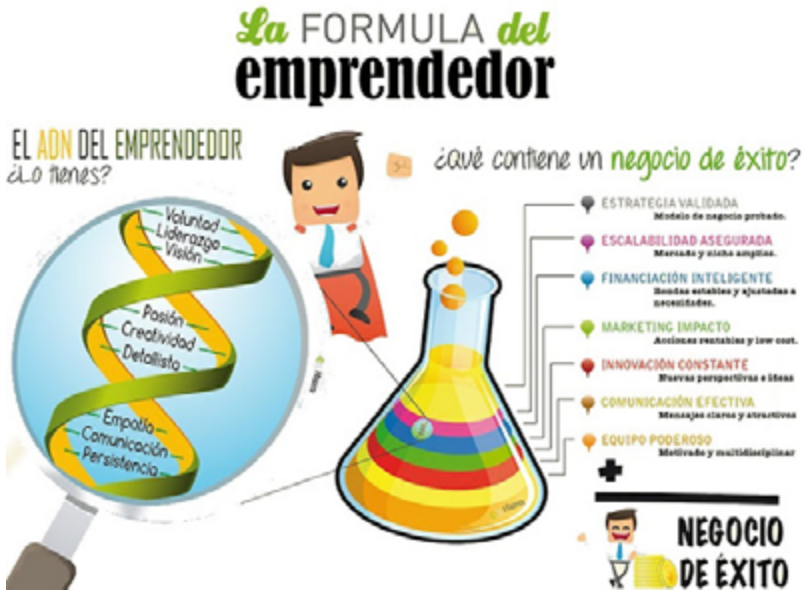 La FORMULA del
emprendedor
EL ADN DEL EMPRENDEDOR
¿Lo tienes?
Voluntad
Liderazgo
Visión
Pasión
Creatividad
Detallista
Empatía
Comunicación
Persistencia
¿Qué contiene un negocio de éxito?
ESTRATEGIA VALIDADA
Modelo de negocio probado.
ESCALABILIDAD ASEGURADA
Mercado y nicho amplios.
FINANCIACIÓN INTELIGENTE
Rondas estables y ajustadas a
necesidades.
MARKETING IMPACTO
Acciones rentables y low cost.
INNOVACIÓN CONSTANTE
Nuevas perspectivas e ideas
COMUNICACIÓN EFECTIVA
Mensajes claros y atractivos
EQUIPO PODEROSO
Motivado y multidisciplinar
+
NEGOCIO
DE ÉXITO